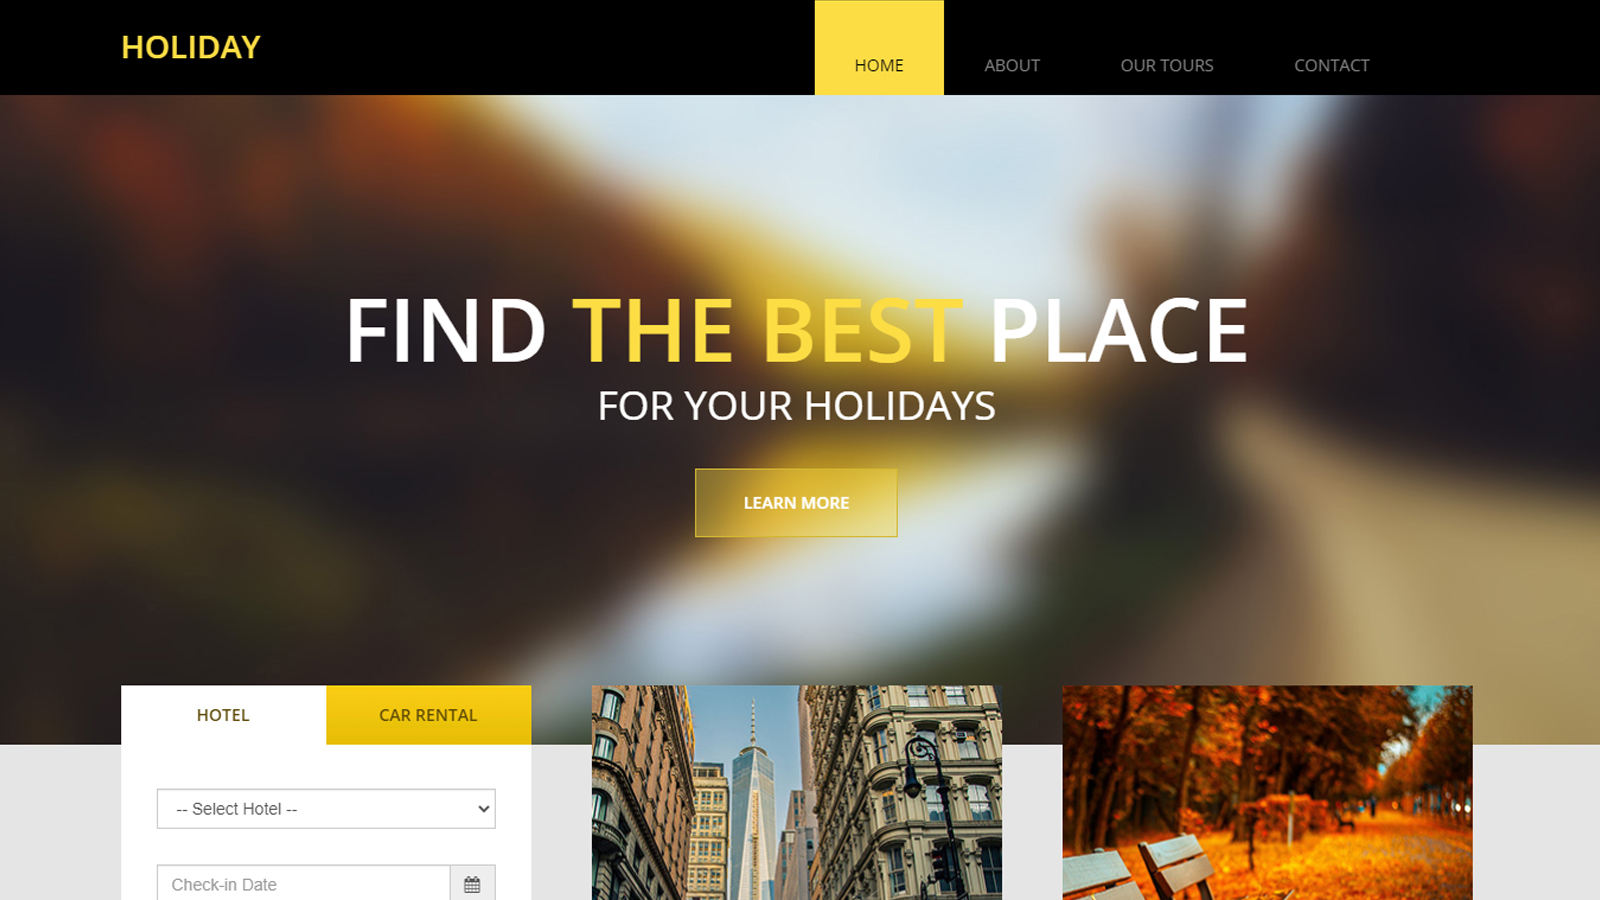 HOLIDAY
HOME ABOUT OUR TOURS CONTACT
FIND THE BEST PLACE
FOR YOUR HOLIDAYS
LEARN MORE
HOTEL CAR RENTAL
-- Select Hotel --
Check-in Date